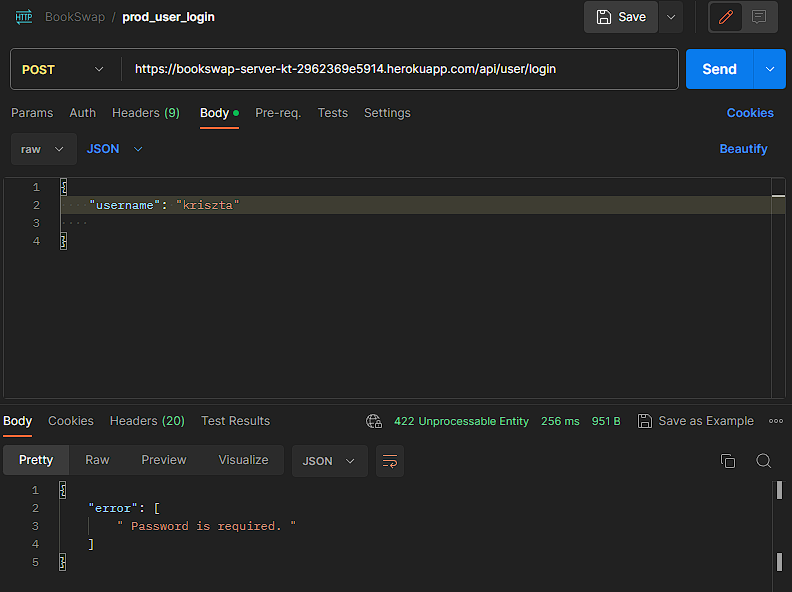 HTTP BookSwap / prod_user_login Save
POST https://bookswap-server-kt-2962369e5914.herokuapp.com/api/user/login Send
Params Auth Headers (9) Body Pre-req. Tests Settings Cookies
raw JSON Beautify
1 {
2 "username": "kriszta"
3
4 }
Body Cookies Headers (20) Test Results 422 Unprocessable Entity 256 ms 951 B Save as Example
Pretty Raw Preview Visualize JSON
1 {
2 "error": [
3 " Password is required. "
4 ]
5 }